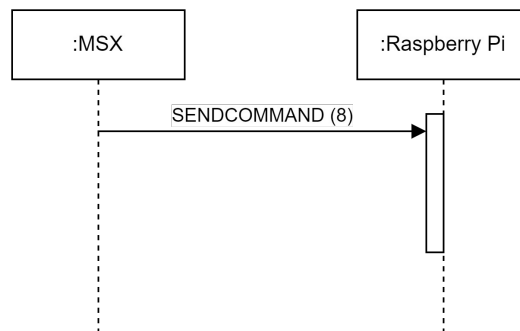 :MSX
:Raspberry Pi
SENDCOMMAND (8)